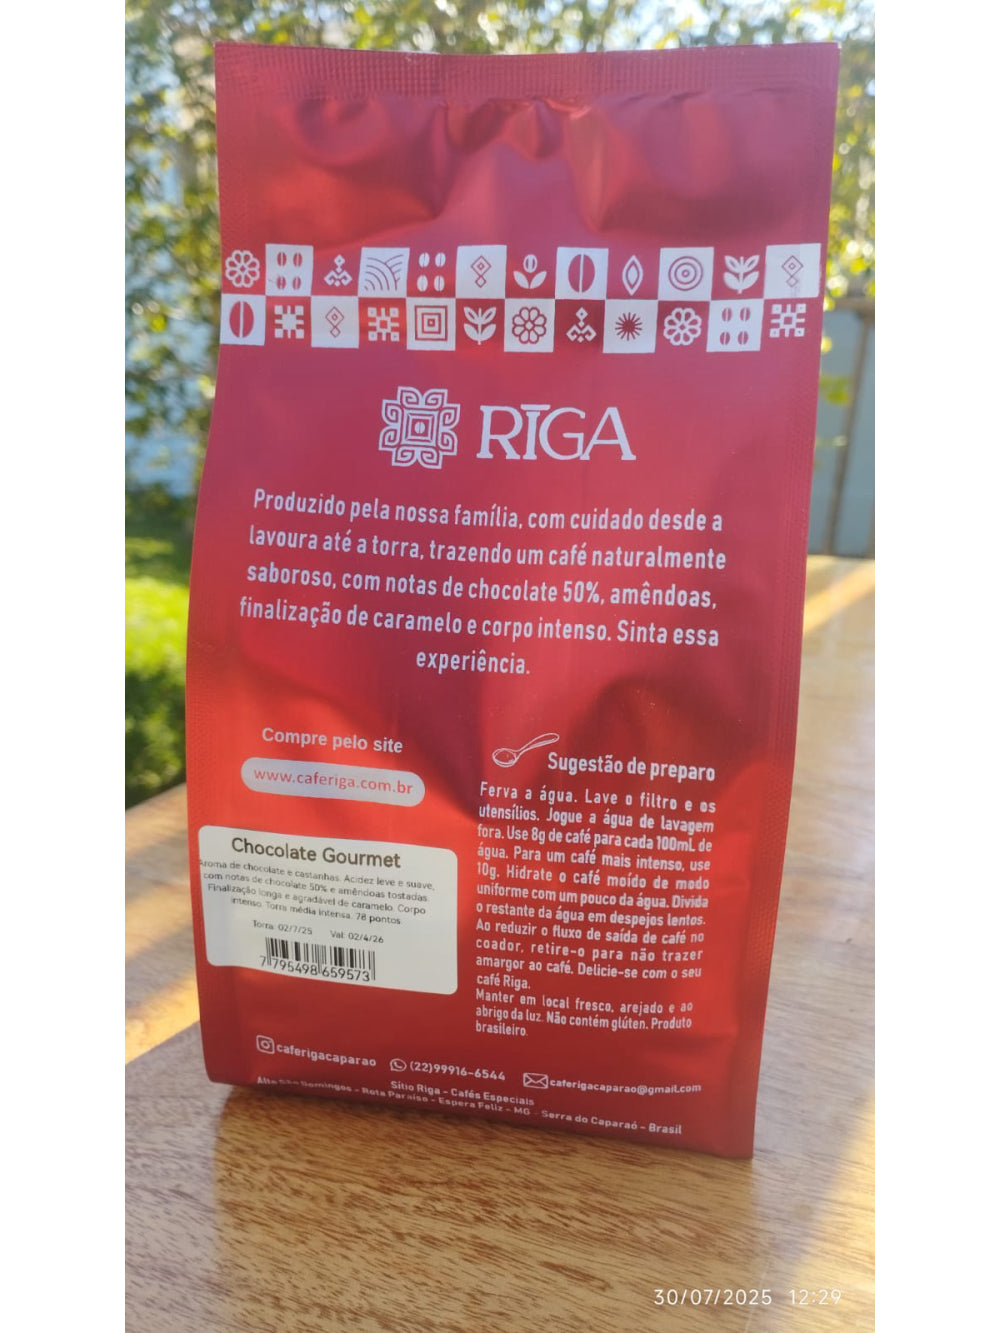 RIGA
Produzido pela nossa família, com cuidado desde a
lavoura até a torra, trazendo um café naturalmente
saboroso, com notas de chocolate 50%, amêndoas,
finalização de caramelo e corpo intenso. Sinta essa
experiência.
Compre pelo site
www.caferiga.com.br
Chocolate Gourmet
Aroma de chocolate e castanhas. Acidez leve e suave,
com notas de chocolate 50% e amêndoas tostadas.
Finalização longa e agradável de caramelo. Corpo
intenso. Torra média intensa. 78 pontos
Torra: 02/7/25 Val: 02/4/26
7 795498 659573
Sugestão de preparo
Ferva a água. Lave o filtro e os
utensílios. Jogue a água de lavagem
fora. Use 8g de café para cada 100mL de
água. Para um café mais intenso, use
10g. Hidrate o café moído de modo
uniforme com um pouco da água. Divida
o restante da água em despejos lentos.
Ao reduzir o fluxo de saída de café no
coador, retire-o para não trazer
amargor ao café. Delicie-se com o seu
café Riga.
Manter em local fresco, arejado e ao
abrigo da luz. Não contém glúten. Produto
brasileiro.
caferigacaparao (22)99916-6544 caferigacaparao@gmail.com
Sítio Riga - Cafés Especiais
Alto São Domingos - Rota Paraíso - Espera Feliz - MG - Serra do Caparaó - Brasil
30/07/2025 12:29